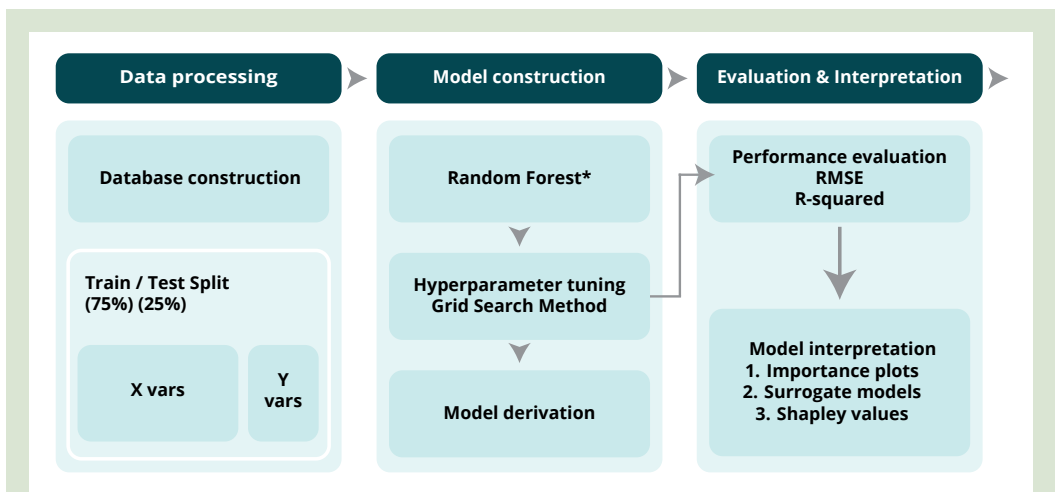 Data processing
Model construction
Evaluation & Interpretation
Database construction
Train / Test Split
(75%) (25%)
X vars
Y
vars
Random Forest*
Hyperparameter tuning
Grid Search Method
Model derivation
Performance evaluation
RMSE
R-squared
Model interpretation
1. Importance plots
2. Surrogate models
3. Shapley values